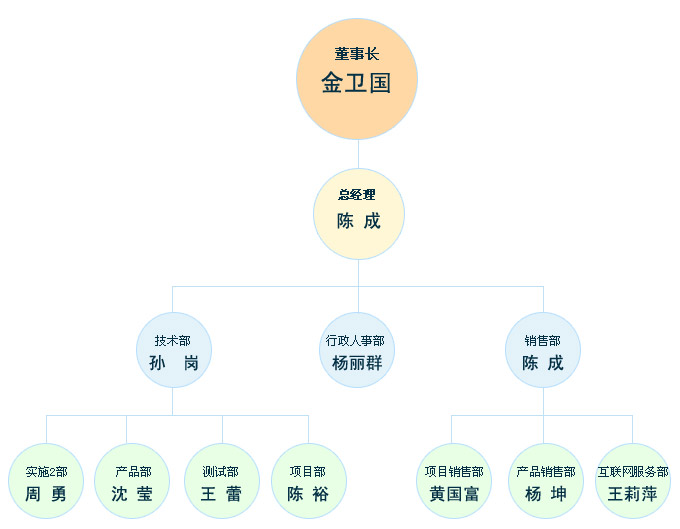 董事长
金卫国
总经理
陈 成
技术部
孙 岗
行政人事部
杨丽群
销售部
陈 成
实施2部
周 勇
产品部
沈 莹
测试部
王 蕾
项目部
陈 裕
项目销售部
黄国富
产品销售部
杨 坤
互联网服务部
王莉萍